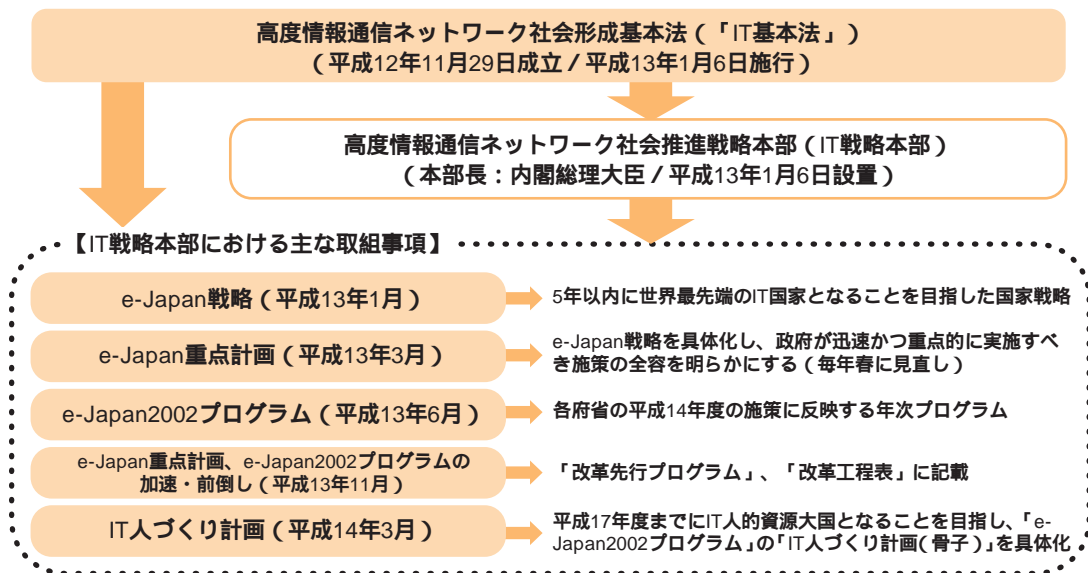 高度情報通信ネットワーク社会形成基本法（「IT基本法」）
（平成12年11月29日成立／平成13年1月6日施行）
高度情報通信ネットワーク社会推進戦略本部（IT戦略本部）
（本部長：内閣総理大臣／平成13年1月6日設置）
【IT戦略本部における主な取組事項】
e-Japan戦略（平成13年1月）
5年以内に世界最先端のIT国家となることを目指した国家戦略
e-Japan重点計画（平成13年3月）
e-Japan戦略を具体化し、政府が迅速かつ重点的に実施すべ
き施策の全容を明らかにする（毎年春に見直し）
e-Japan2002プログラム（平成13年6月）
各府省の平成14年度の施策に反映する年次プログラム
e-Japan重点計画、e-Japan2002プログラムの
加速・前倒し（平成13年11月）
「改革先行プログラム」、「改革工程表」に記載
IT人づくり計画（平成14年3月）
平成17年度までにIT人的資源大国となることを目指し、「e-
Japan2002プログラム」の「IT人づくり計画（骨子）」を具体化